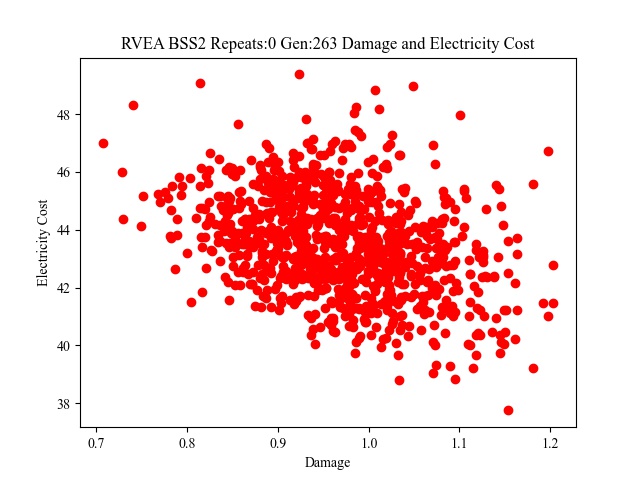 RVEA BSS2 Repeats:0 Gen:263 Damage and Electricity Cost
Electricity Cost
48
46
44
42
40
38
0.7 0.8 0.9 1.0 1.1 1.2
Damage